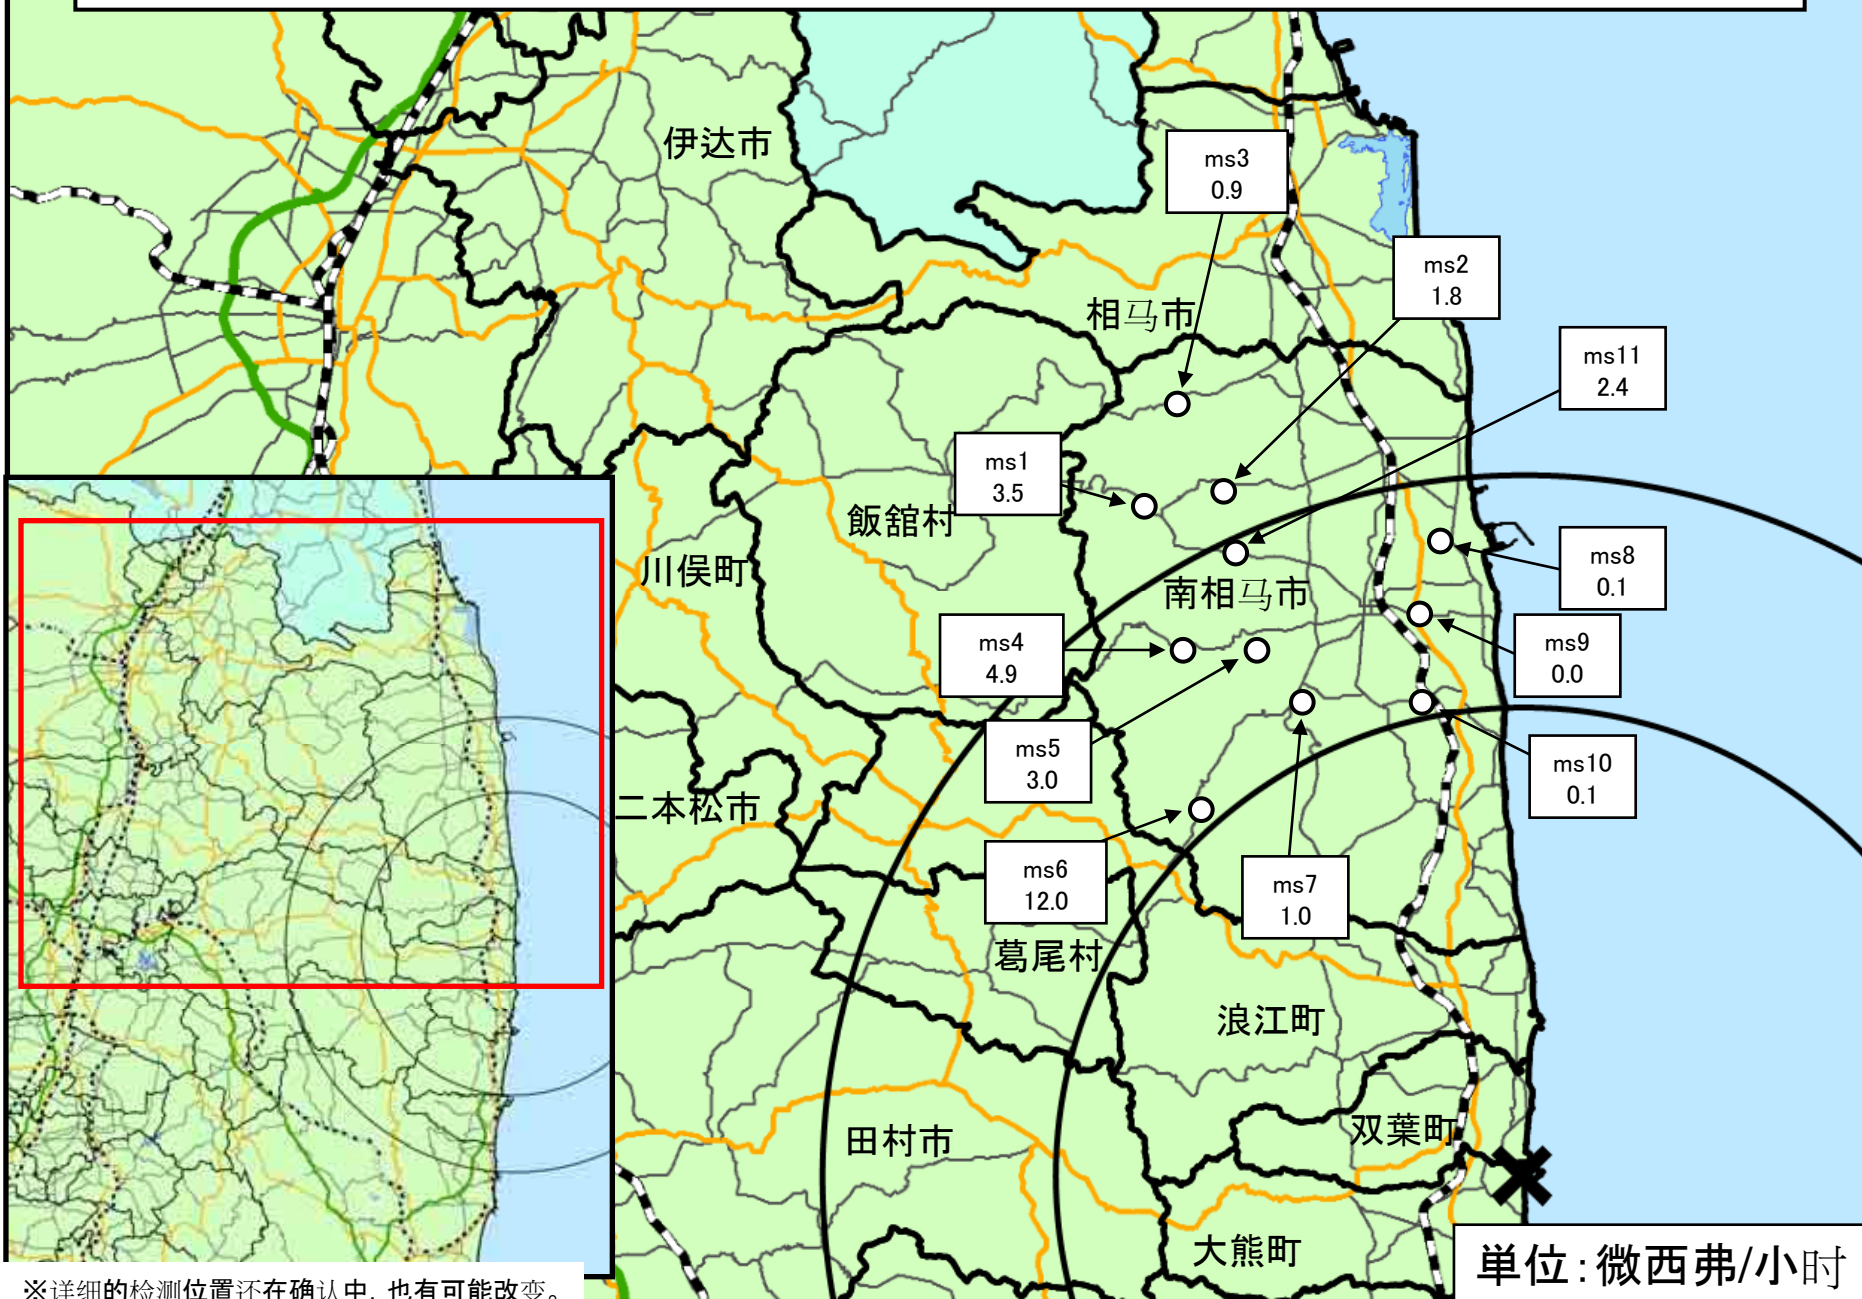 伊达市
ms3
0.9
ms2
1.8
相马市
ms11
2.4
ms1
3.5
飯舘村
川俣町
ms8
0.1
南相马市
ms4
4.9
ms9
0.0
ms5
3.0
ms10
0.1
二本松市
ms6
12.0
ms7
1.0
葛尾村
浪江町
双葉町
田村市
大熊町
単位:微西弗/小时
※详细的检测位置还在确认中,也有可能改变。